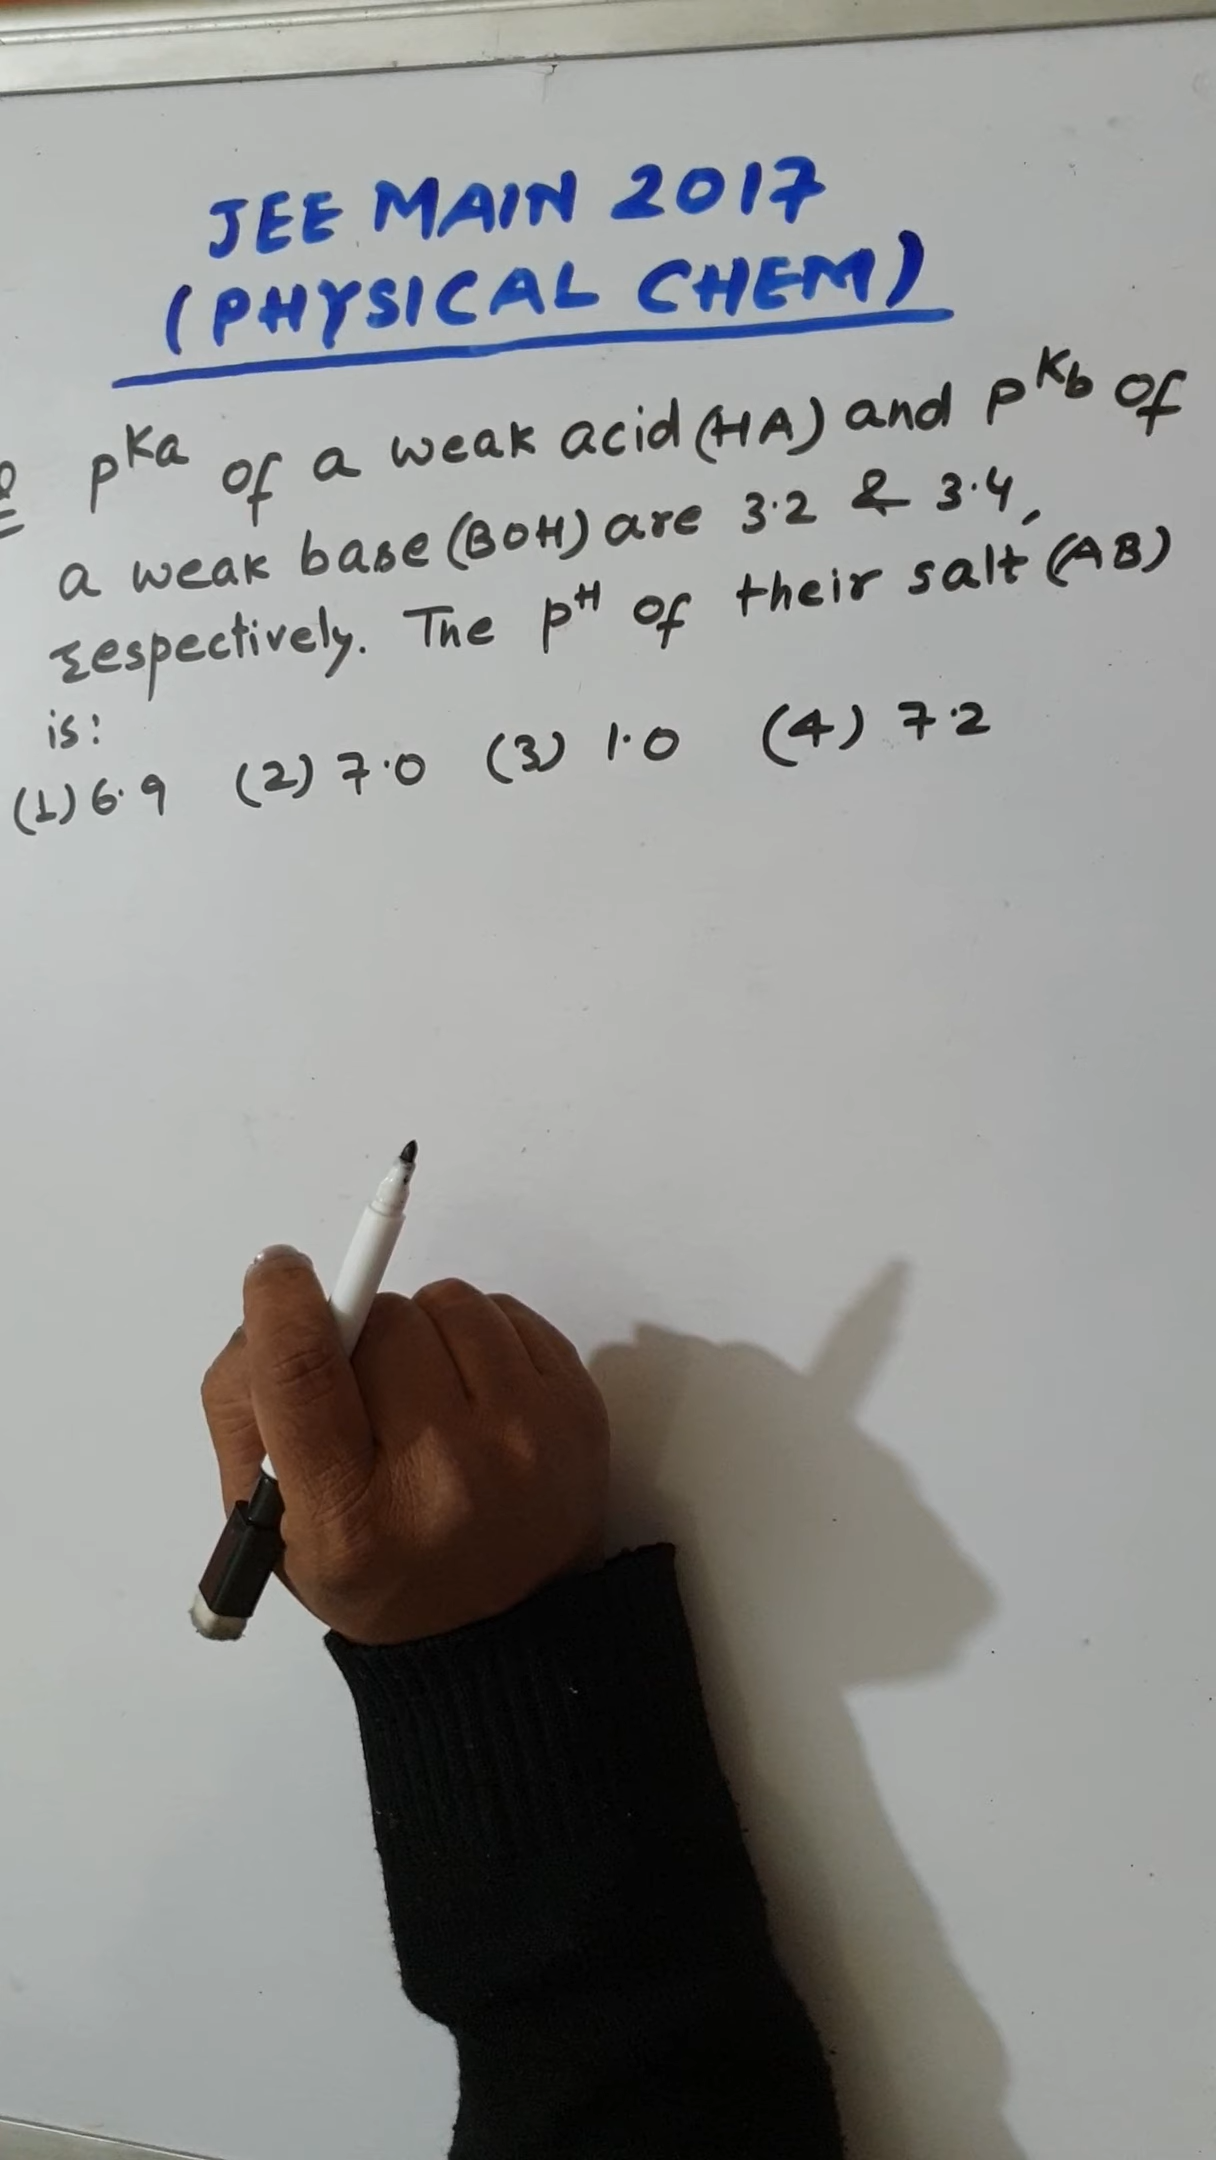 JEE MAIN 2017
(PHYSICAL CHEM)
Q pKa of a weak acid (HA) and pKb of
a weak base (BOH) are 3.2 & 3.4,
respectively. The pH of their salt (AB)
is:
(1) 6.9 (2) 7.0 (3) 1.0 (4) 7.2